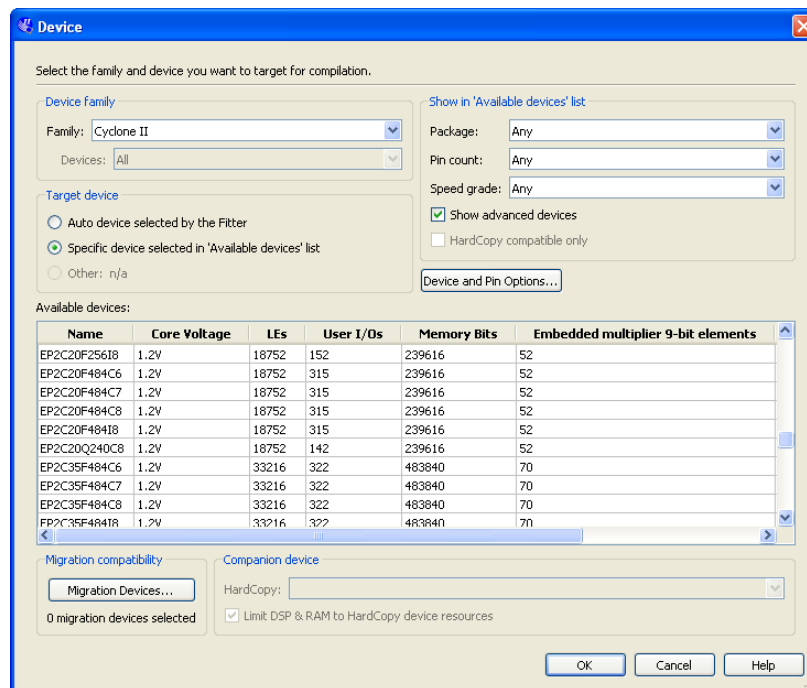 Device
Select the family and device you want to target for compilation.
Device family
Family: Cyclone II
Devices: All
Show in 'Available devices' list
Package: Any
Pin count: Any
Speed grade: Any
Show advanced devices
HardCopy compatible only
Target device
Auto device selected by the Fitter
Specific device selected in 'Available devices' list
Other: n/a
Device and Pin Options...
Available devices:
Name Core Voltage LEs User I/Os Memory Bits Embedded multiplier 9-bit elements
EP2C20F256I8 1.2V 18752 152 239616 52
EP2C20F484C6 1.2V 18752 315 239616 52
EP2C20F484C7 1.2V 18752 315 239616 52
EP2C20F484C8 1.2V 18752 315 239616 52
EP2C20F484I8 1.2V 18752 315 239616 52
EP2C20Q240C8 1.2V 18752 142 239616 52
EP2C35F484C6 1.2V 33216 322 483840 70
EP2C35F484C7 1.2V 33216 322 483840 70
EP2C35F484C8 1.2V 33216 322 483840 70
EP2C35F484I8 1.2V 33216 322 483840 70
Migration compatibility
Migration Devices...
0 migration devices selected
Companion device
HardCopy:
Limit DSP & RAM to HardCopy device resources
OK Cancel Help